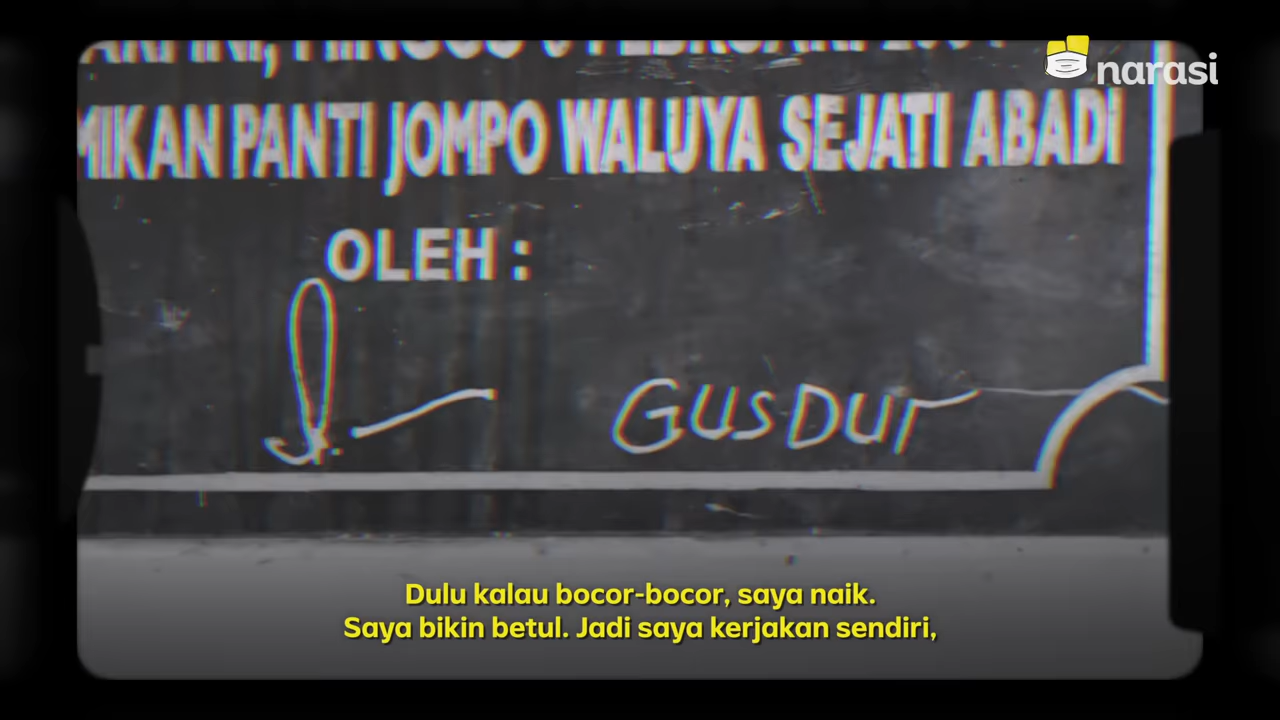 narasi
MIKAN PANTI JOMPO WALUYA SEJATI ABADI
OLEH :
GUSDUR
Dulu kalau bocor-bocor, saya naik.
Saya bikin betul. Jadi saya kerjakan sendiri,